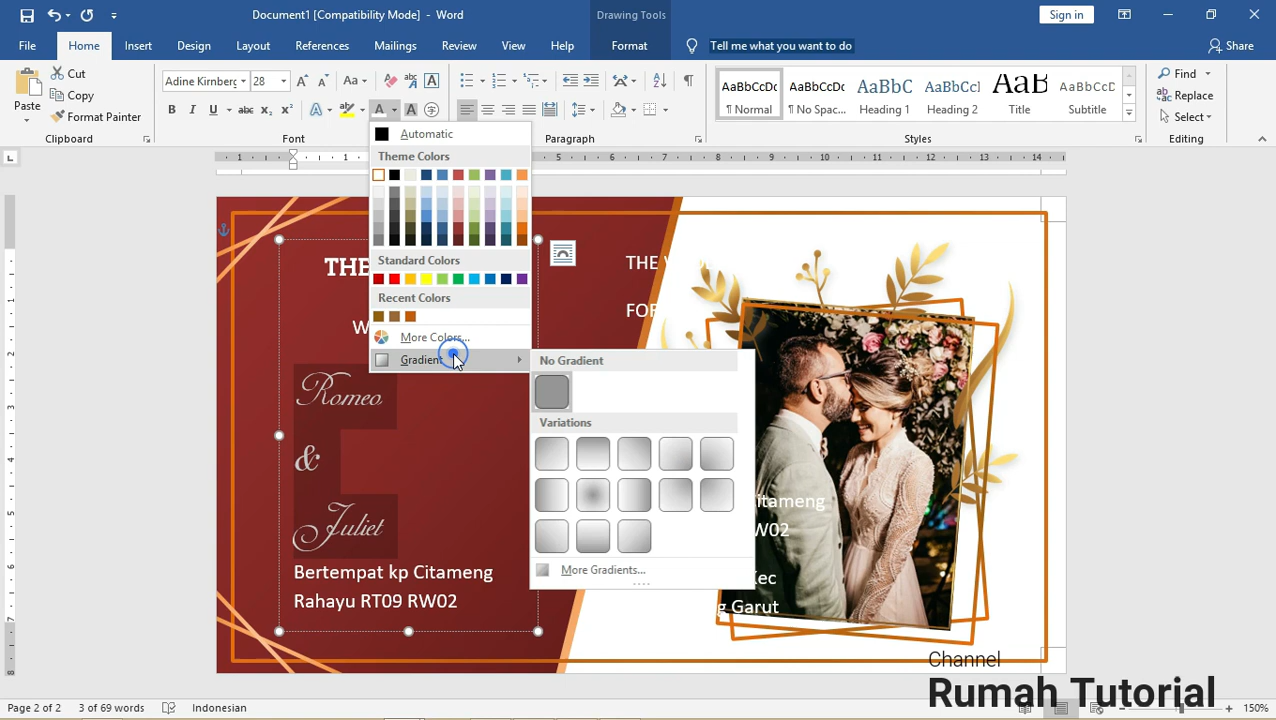 Document1 [Compatibility Mode] - Word
Drawing Tools
Sign in
File Home Insert Design Layout References Mailings Review View Help Format Tell me what you want to do Share
Paste
Cut
Copy
Format Painter
Clipboard
Adine Kirnberg 28
Font
Paragraph
AaBbCcDc AaBbCcDc AaBbC AaBbCcI AaB AaBbCcDc
¶ Normal ¶ No Spac... Heading 1 Heading 2 Title Subtitle
Styles
Find
Replace
Select
Editing
Automatic
Theme Colors
Standard Colors
Recent Colors
More Colors...
Gradient
No Gradient
Variations
More Gradients...
THE
W
Romeo
&
Juliet
Bertempat kp Citameng
Rahayu RT09 RW02
THE W
FOR
Citameng
W02
Kec
g Garut
Channel
Rumah Tutorial
Page 2 of 2 3 of 69 words Indonesian 150%